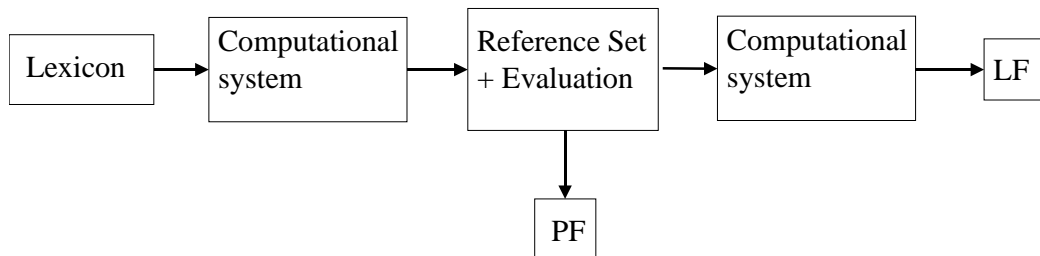 Lexicon
Computational
system
Reference Set
+ Evaluation
Computational
system
LF
PF